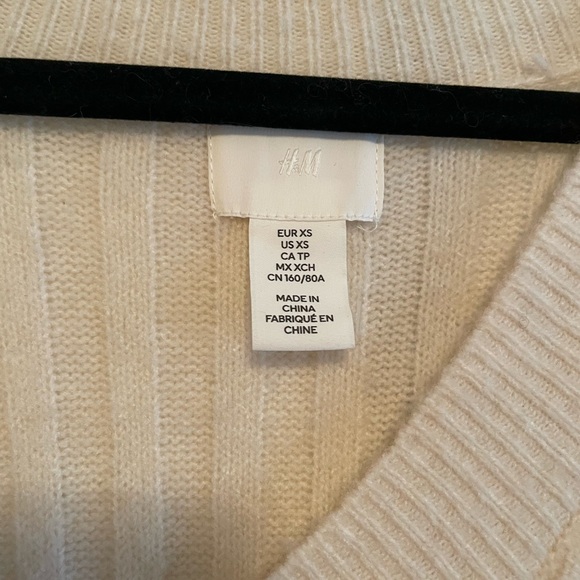 H&M
EUR XS
US XS
CA TP
MX XCH
CN 160/80A
MADE IN
CHINA
FABRIQUÉ EN
CHINE